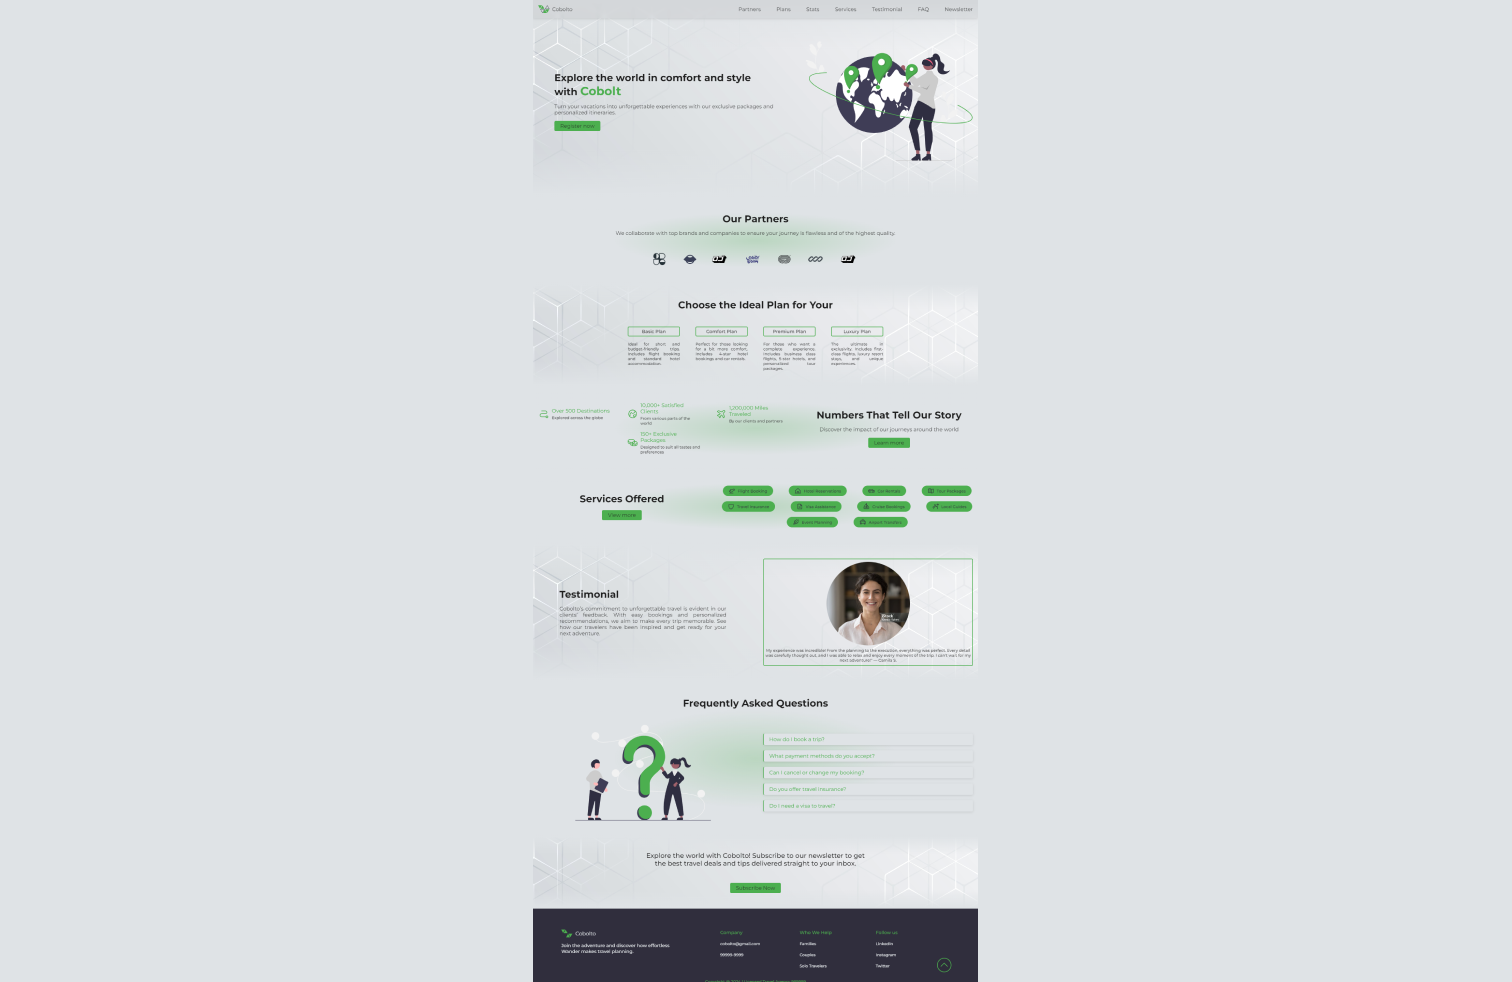 Cobolto
Partners
Plans
Stats
Services
Testimonial
FAQ
Newsletter
Explore the world in comfort and style
with Cobolt
Turn your vacations into unforgettable experiences with our exclusive packages and
personalized itineraries.
Register now
Our Partners
We collaborate with top brands and companies to ensure your journey is flawless and of the highest quality.
Choose the Ideal Plan for Your
Basic Plan
Ideal for short and
budget-friendly trips,
includes flight booking
and standard hotel
accommodation.
Comfort Plan
Perfect for those looking
for a bit more comfort,
includes 4-star hotel
bookings and car rentals.
Premium Plan
For those who want a
complete experience,
includes business class
flights, 5-star hotels, and
personalized tour
packages.
Luxury Plan
The ultimate in
exclusivity, includes first-
class flights, luxury resort
stays, and unique
experiences.
Over 500 Destinations
Explored across the globe
10,000+ Satisfied
Clients
From various parts of the
world
1,200,000 Miles
Traveled
By our clients and partners
150+ Exclusive
Packages
Designed to suit all tastes and
preferences
Numbers That Tell Our Story
Discover the impact of our journeys around the world
Learn more
Services Offered
View more
Flight Booking
Hotel Reservations
Car Rentals
Tour Packages
Travel Insurance
Visa Assistance
Cruise Bookings
Local Guides
Event Planning
Airport Transfers
Testimonial
Cobolto's commitment to unforgettable travel is evident in our
clients' feedback. With easy bookings and personalized
recommendations, we aim to make every trip memorable. See
how our travelers have been inspired and get ready for your
next adventure.
My experience was incredible! From the planning to the execution, everything was perfect. Every detail
was carefully thought out, and I was able to relax and enjoy every moment of the trip. I can't wait for my
next adventure!" — Camila S.
Frequently Asked Questions
How do I book a trip?
What payment methods do you accept?
Can I cancel or change my booking?
Do you offer travel insurance?
Do I need a visa to travel?
Explore the world with Cobolto! Subscribe to our newsletter to get
the best travel deals and tips delivered straight to your inbox.
Subscribe Now
Cobolto
Join the adventure and discover how effortless
Wander makes travel planning.
Company
cobolto@gmail.com
99999-9999
Who We Help
Families
Couples
Solo Travelers
Follow us
LinkedIn
Instagram
Twitter